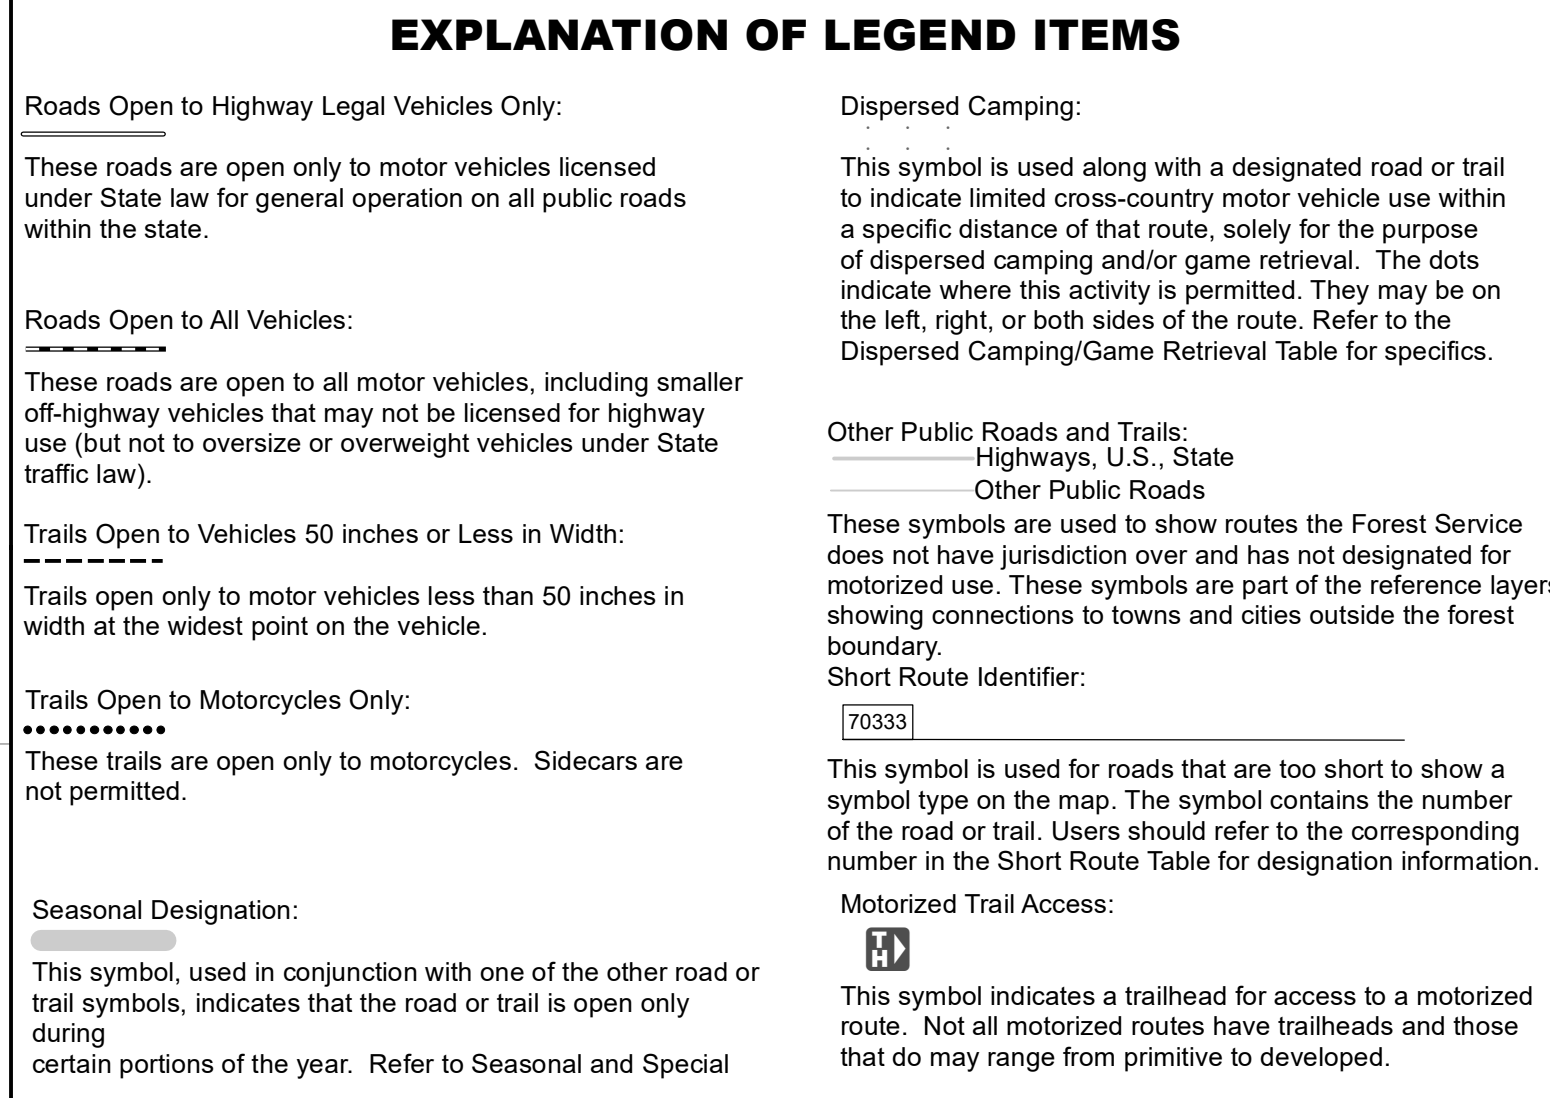 EXPLANATION OF LEGEND ITEMS
Roads Open to Highway Legal Vehicles Only:
These roads are open only to motor vehicles licensed
under State law for general operation on all public roads
within the state.
Roads Open to All Vehicles:
These roads are open to all motor vehicles, including smaller
off-highway vehicles that may not be licensed for highway
use (but not to oversize or overweight vehicles under State
traffic law).
Trails Open to Vehicles 50 inches or Less in Width:
Trails open only to motor vehicles less than 50 inches in
width at the widest point on the vehicle.
Trails Open to Motorcycles Only:
These trails are open only to motorcycles.  Sidecars are
not permitted.
Seasonal Designation:
This symbol, used in conjunction with one of the other road or
trail symbols, indicates that the road or trail is open only
during
certain portions of the year.  Refer to Seasonal and Special
Dispersed Camping:
This symbol is used along with a designated road or trail
to indicate limited cross-country motor vehicle use within
a specific distance of that route, solely for the purpose
of dispersed camping and/or game retrieval.  The dots
indicate where this activity is permitted. They may be on
the left, right, or both sides of the route. Refer to the
Dispersed Camping/Game Retrieval Table for specifics.
Other Public Roads and Trails:
Highways, U.S., State
Other Public Roads
These symbols are used to show routes the Forest Service
does not have jurisdiction over and has not designated for
motorized use. These symbols are part of the reference layers
showing connections to towns and cities outside the forest
boundary.
Short Route Identifier:
70333
This symbol is used for roads that are too short to show a
symbol type on the map. The symbol contains the number
of the road or trail. Users should refer to the corresponding
number in the Short Route Table for designation information.
Motorized Trail Access:
TH
This symbol indicates a trailhead for access to a motorized
route.  Not all motorized routes have trailheads and those
that do may range from primitive to developed.